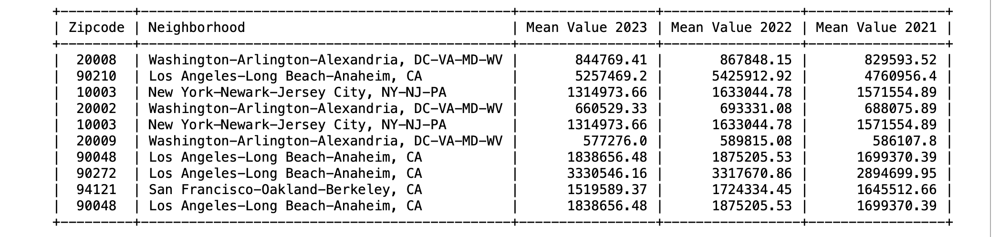 +---------+-----------------------------------------------+-----------------+-----------------+-----------------+
| Zipcode | Neighborhood                                  | Mean Value 2023 | Mean Value 2022 | Mean Value 2021 |
+---------+-----------------------------------------------+-----------------+-----------------+-----------------+
|  20008  | Washington-Arlington-Alexandria, DC-VA-MD-WV |       844769.41 |       867848.15 |       829593.52 |
|  90210  | Los Angeles-Long Beach-Anaheim, CA           |       5257469.2 |      5425912.92 |       4760956.4 |
|  10003  | New York-Newark-Jersey City, NY-NJ-PA        |      1314973.66 |      1633044.78 |      1571554.89 |
|  20002  | Washington-Arlington-Alexandria, DC-VA-MD-WV |       660529.33 |       693331.08 |       688075.89 |
|  10003  | New York-Newark-Jersey City, NY-NJ-PA        |      1314973.66 |      1633044.78 |      1571554.89 |
|  20009  | Washington-Arlington-Alexandria, DC-VA-MD-WV |        577276.0 |       589815.08 |        586107.8 |
|  90048  | Los Angeles-Long Beach-Anaheim, CA           |      1838656.48 |      1875205.53 |      1699370.39 |
|  90272  | Los Angeles-Long Beach-Anaheim, CA           |      3330546.16 |      3317670.86 |      2894699.95 |
|  94121  | San Francisco-Oakland-Berkeley, CA           |      1519589.37 |      1724334.45 |      1645512.66 |
|  90048  | Los Angeles-Long Beach-Anaheim, CA           |      1838656.48 |      1875205.53 |      1699370.39 |
+---------+-----------------------------------------------+-----------------+-----------------+-----------------+